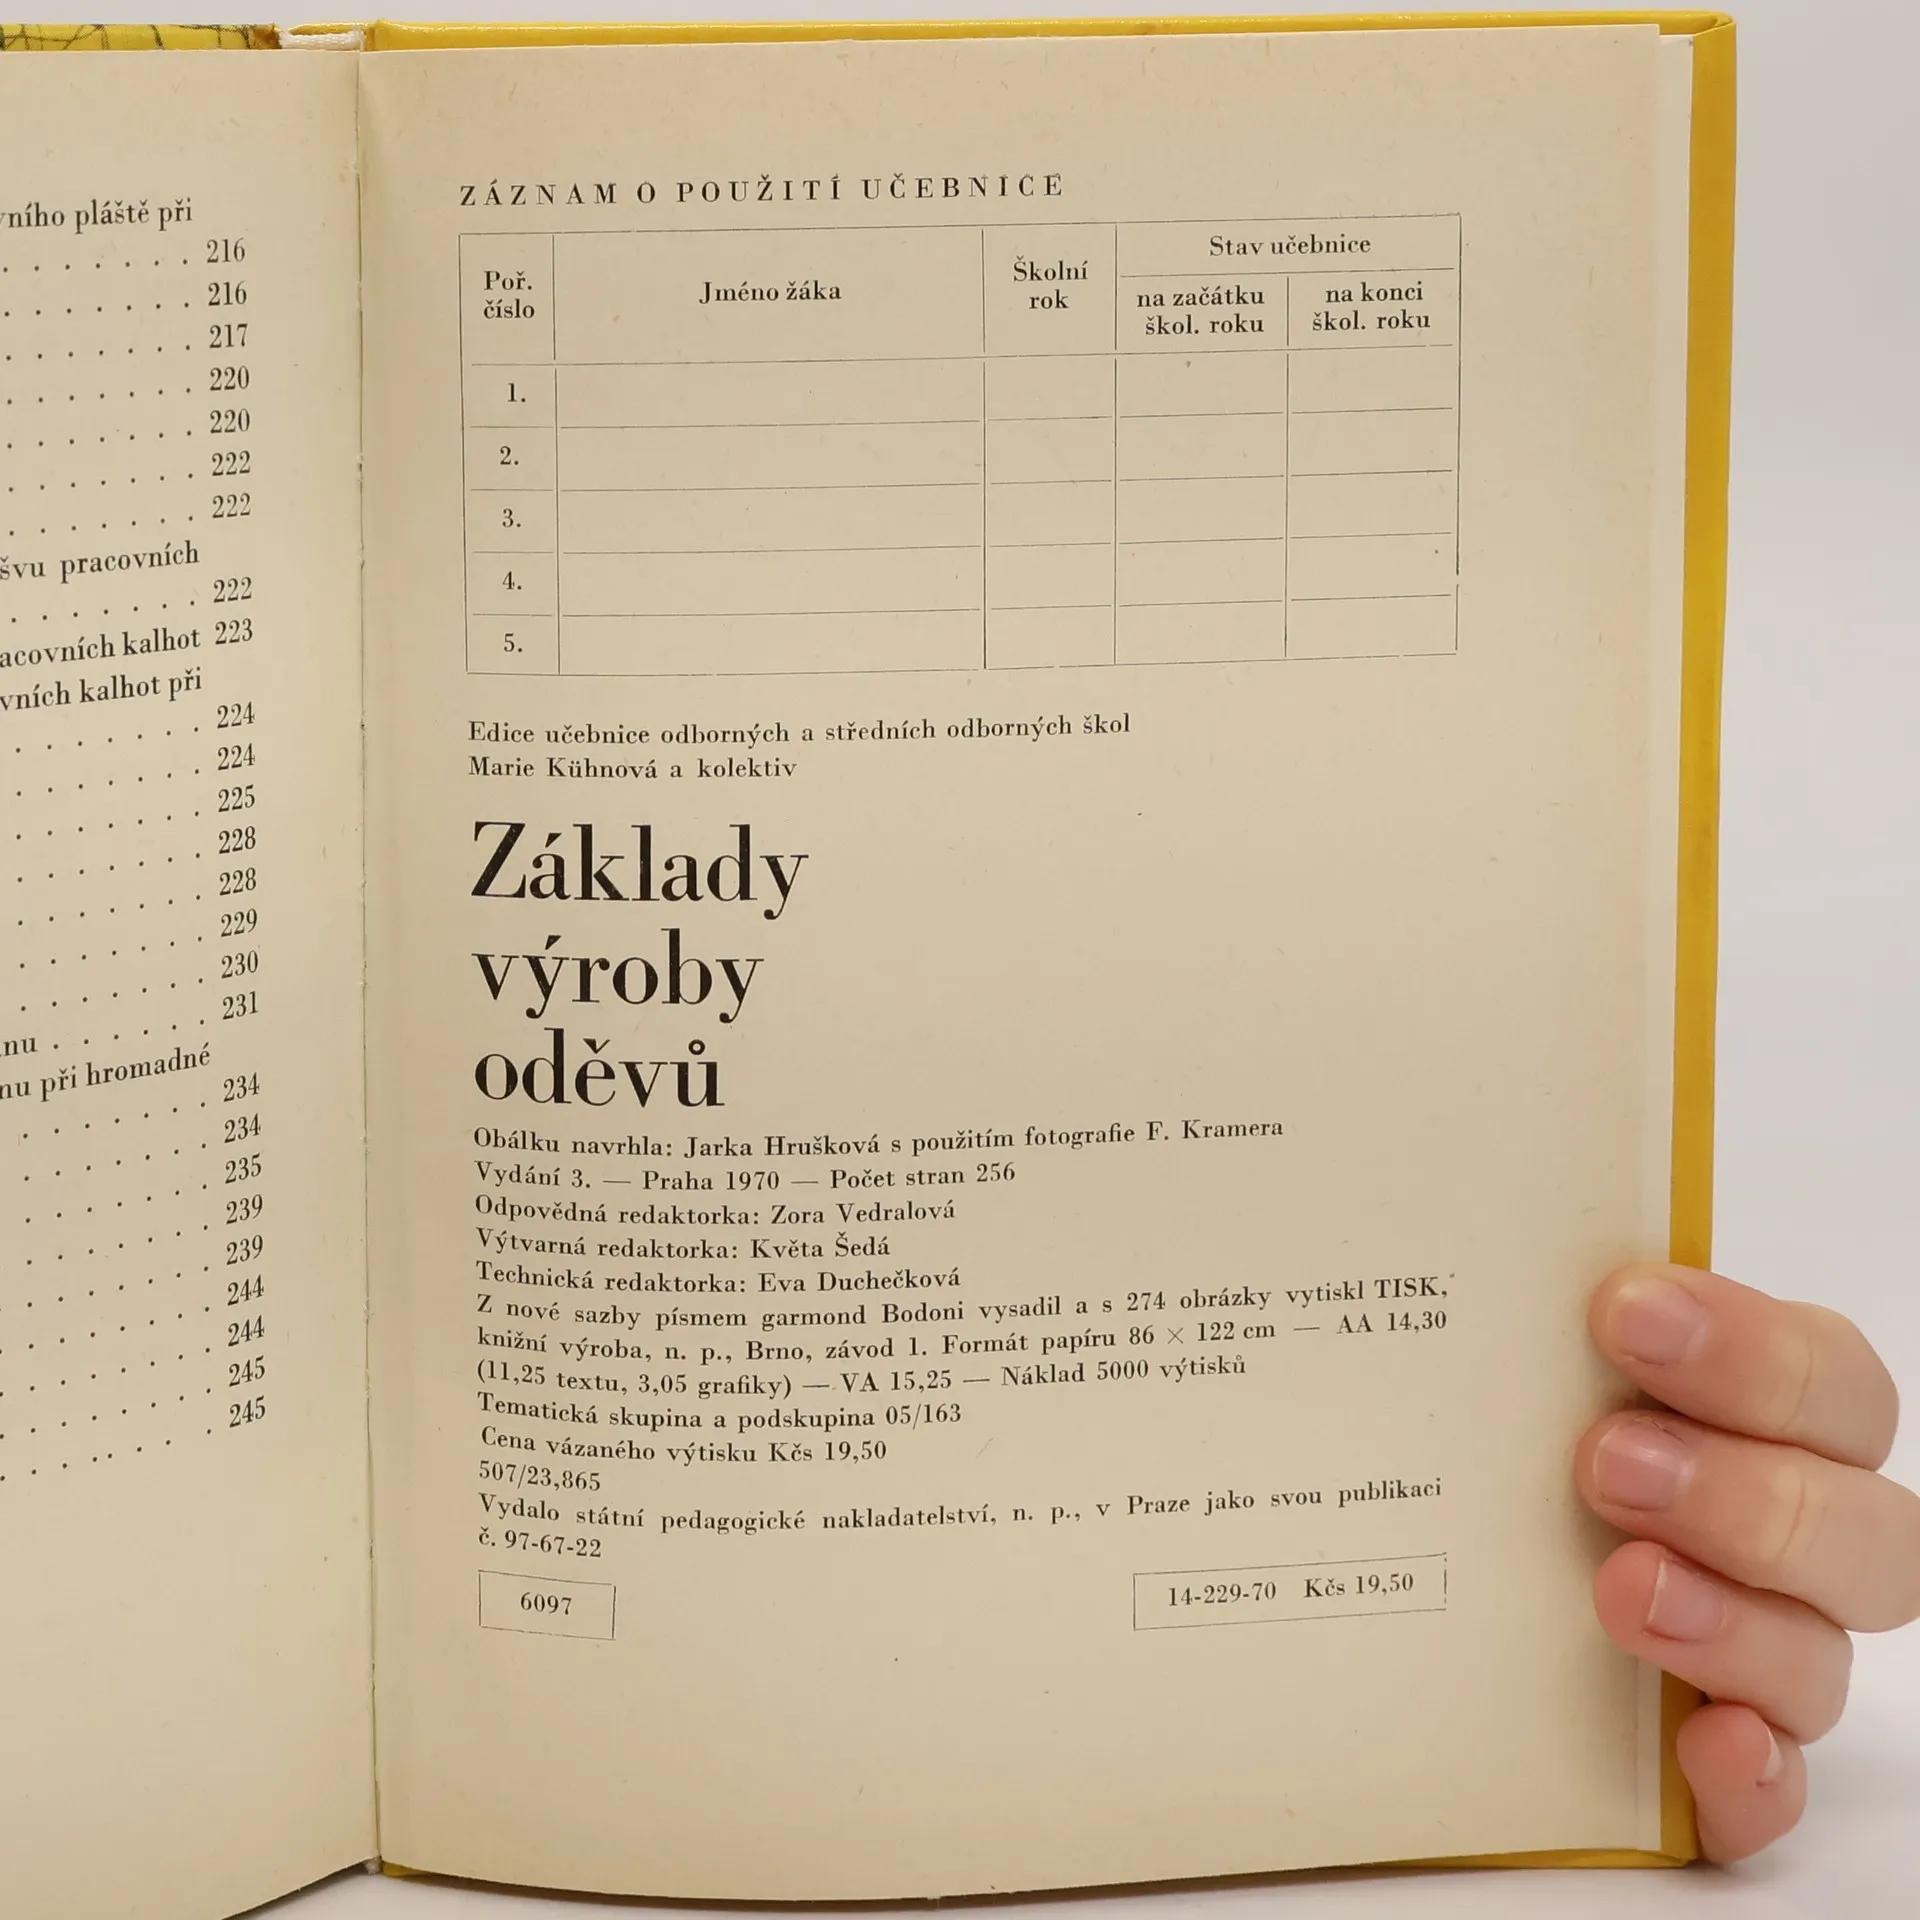 vního pláště při
. . . . . . . 216
. . . . . . . 216
. . . . . . . 217
. . . . . . . 220
. . . . . . . 220
. . . . . . . 222
. . . . . . . 222
švu pracovních
. . . . . . . 222
acovních kalhot 223
vních kalhot při
. . . . . . . 224
. . . . . . . 224
. . . . . . . 225
. . . . . . . 228
. . . . . . . 228
. . . . . . . 229
. . . . . . . 230
nu . . . . . . 231
nu při hromadné
. . . . . . . 234
. . . . . . . 234
. . . . . . . 235
. . . . . . . 239
. . . . . . . 239
. . . . . . . 244
. . . . . . . 244
. . . . . . . 245
. . . . . . . 245
ZÁZNAM O POUŽITÍ UČEBNICE
Poř. číslo
Jméno žáka
Školní rok
Stav učebnice
na začátku škol. roku
na konci škol. roku
1.
2.
3.
4.
5.
Edice učebnice odborných a středních odborných škol
Marie Kühnová a kolektiv
Základy
výroby
oděvů
Obálku navrhla: Jarka Hrušková s použitím fotografie F. Kramera
Vydání 3. — Praha 1970 — Počet stran 256
Odpovědná redaktorka: Zora Vedralová
Výtvarná redaktorka: Květa Šedá
Technická redaktorka: Eva Duchečková
Z nové sazby písmem garmond Bodoni vysadil a s 274 obrázky vytiskl TISK,
knižní výroba, n. p., Brno, závod 1. Formát papíru 86 × 122 cm — AA 14,30
(11,25 textu, 3,05 grafiky) — VA 15,25 — Náklad 5000 výtisků
Tematická skupina a podskupina 05/163
Cena vázaného výtisku Kčs 19,50
507/23,865
Vydalo státní pedagogické nakladatelství, n. p., v Praze jako svou publikaci
č. 97-67-22
6097
14-229-70 Kčs 19,50